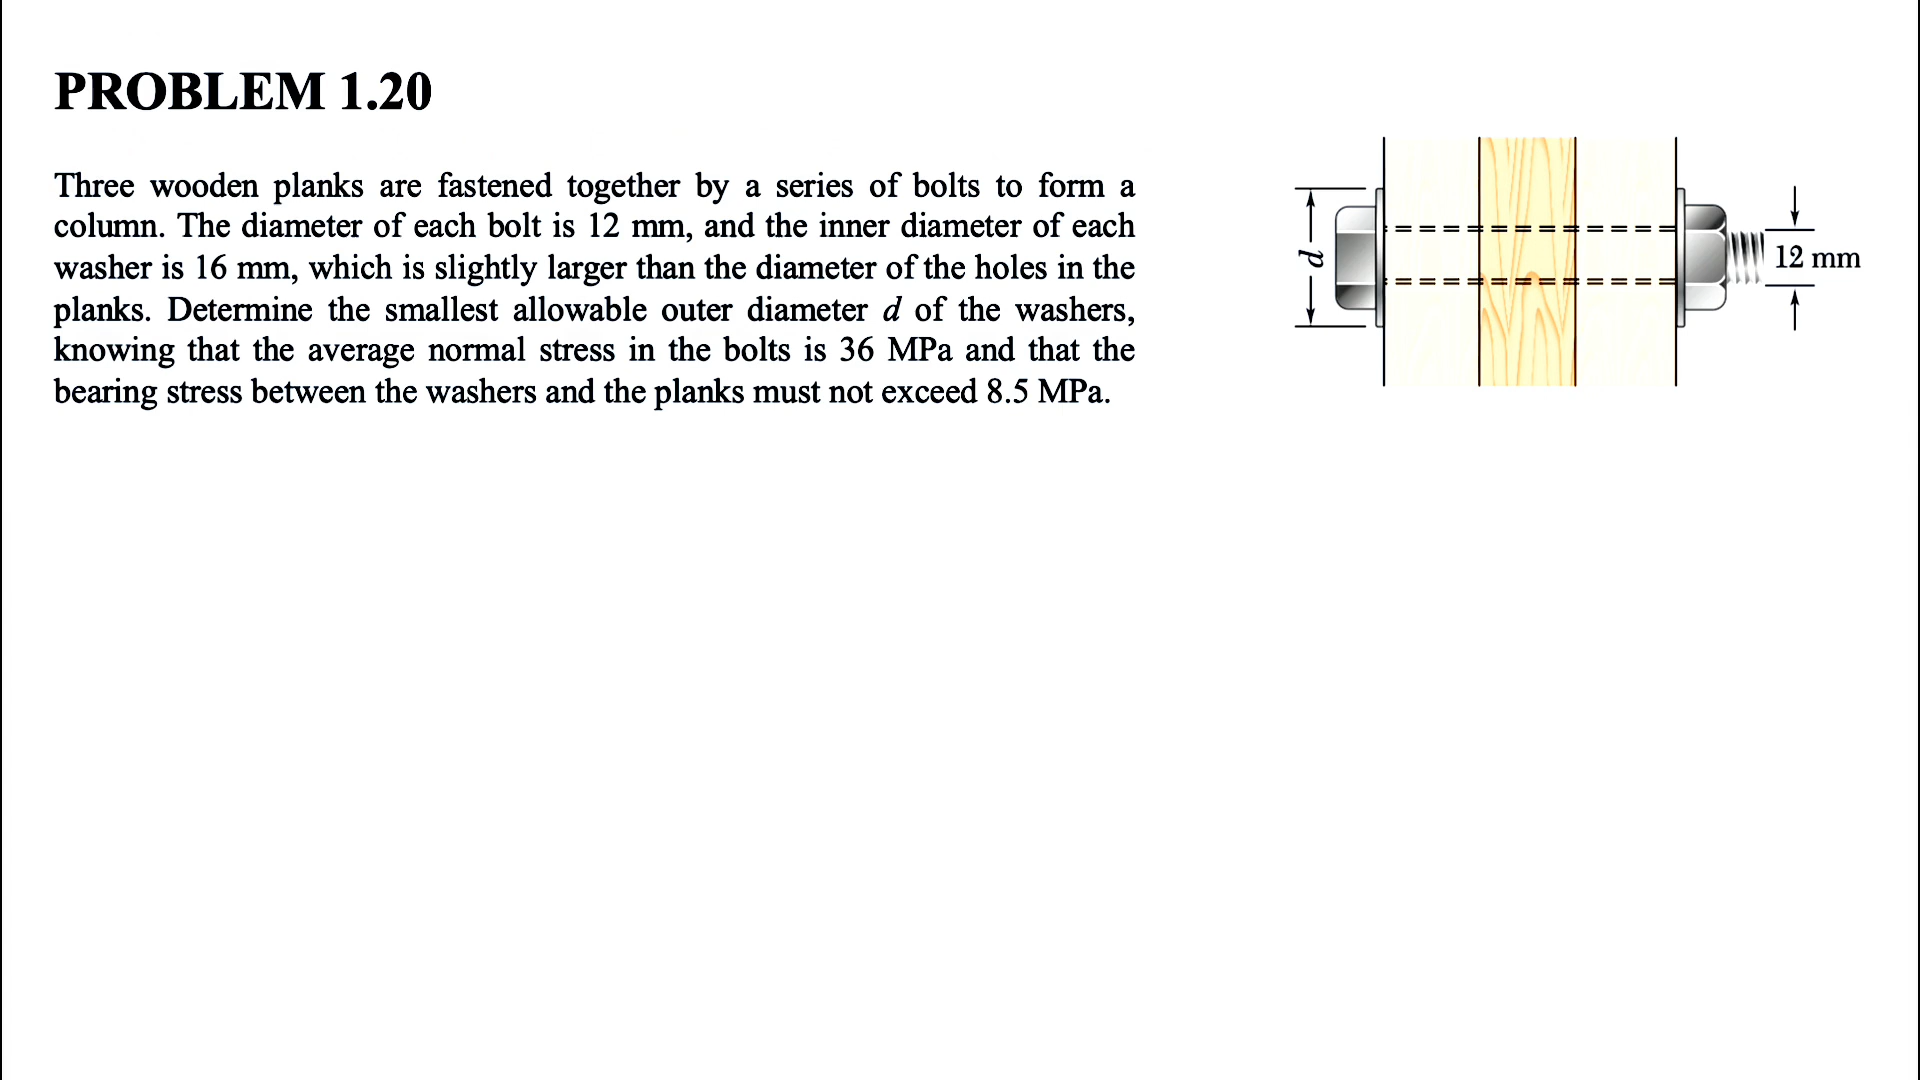 PROBLEM 1.20
Three wooden planks are fastened together by a series of bolts to form a
column. The diameter of each bolt is 12 mm, and the inner diameter of each
washer is 16 mm, which is slightly larger than the diameter of the holes in the
planks. Determine the smallest allowable outer diameter d of the washers,
knowing that the average normal stress in the bolts is 36 MPa and that the
bearing stress between the washers and the planks must not exceed 8.5 MPa.
d
12 mm